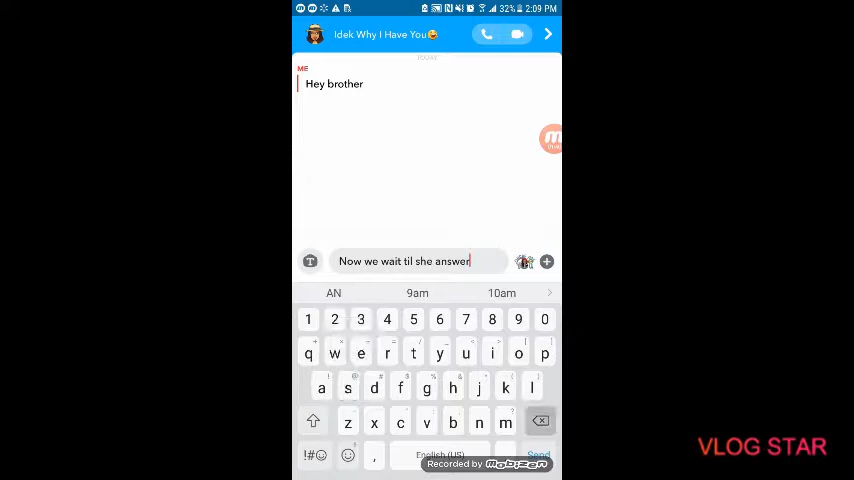 32% 2:09 PM
Idek Why I Have You😂
TODAY
ME
Hey brother
T
Now we wait til she answer
AN 9am 10am
1 2 3 4 5 6 7 8 9 0
q w e r t y u i o p
a s d f g h j k l
z x c v b n m
!#☺ , English (US) Send
Recorded by mobizen
VLOG STAR